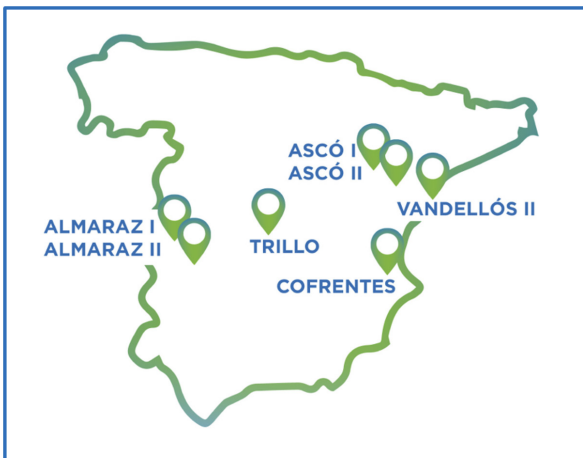 ASCÓ I
ASCÓ II
VANDELLÓS II
ALMARAZ I
ALMARAZ II
TRILLO
COFRENTES